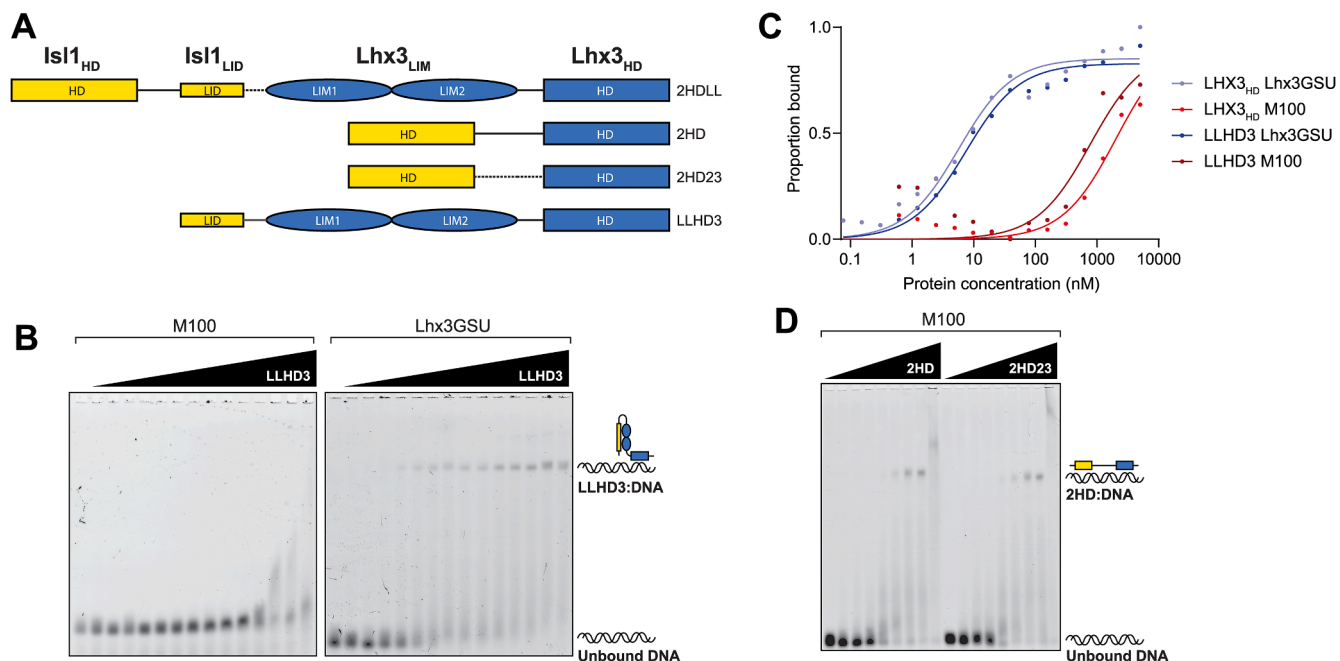 A
Isl1HD Isl1LID Lhx3LIM Lhx3HD
HD LID LIM1 LIM2 HD 2HDLL
HD HD 2HD
HD HD 2HD23
LID LIM1 LIM2 HD LLHD3
B
M100 Lhx3GSU
LLHD3 LLHD3
LLHD3:DNA
Unbound DNA
C
Proportion bound
1.0
0.5
0.0
0.1 1 10 100 1000 10000
Protein concentration (nM)
LHX3HD Lhx3GSU
LHX3HD M100
LLHD3 Lhx3GSU
LLHD3 M100
D
M100
2HD 2HD23
2HD:DNA
Unbound DNA